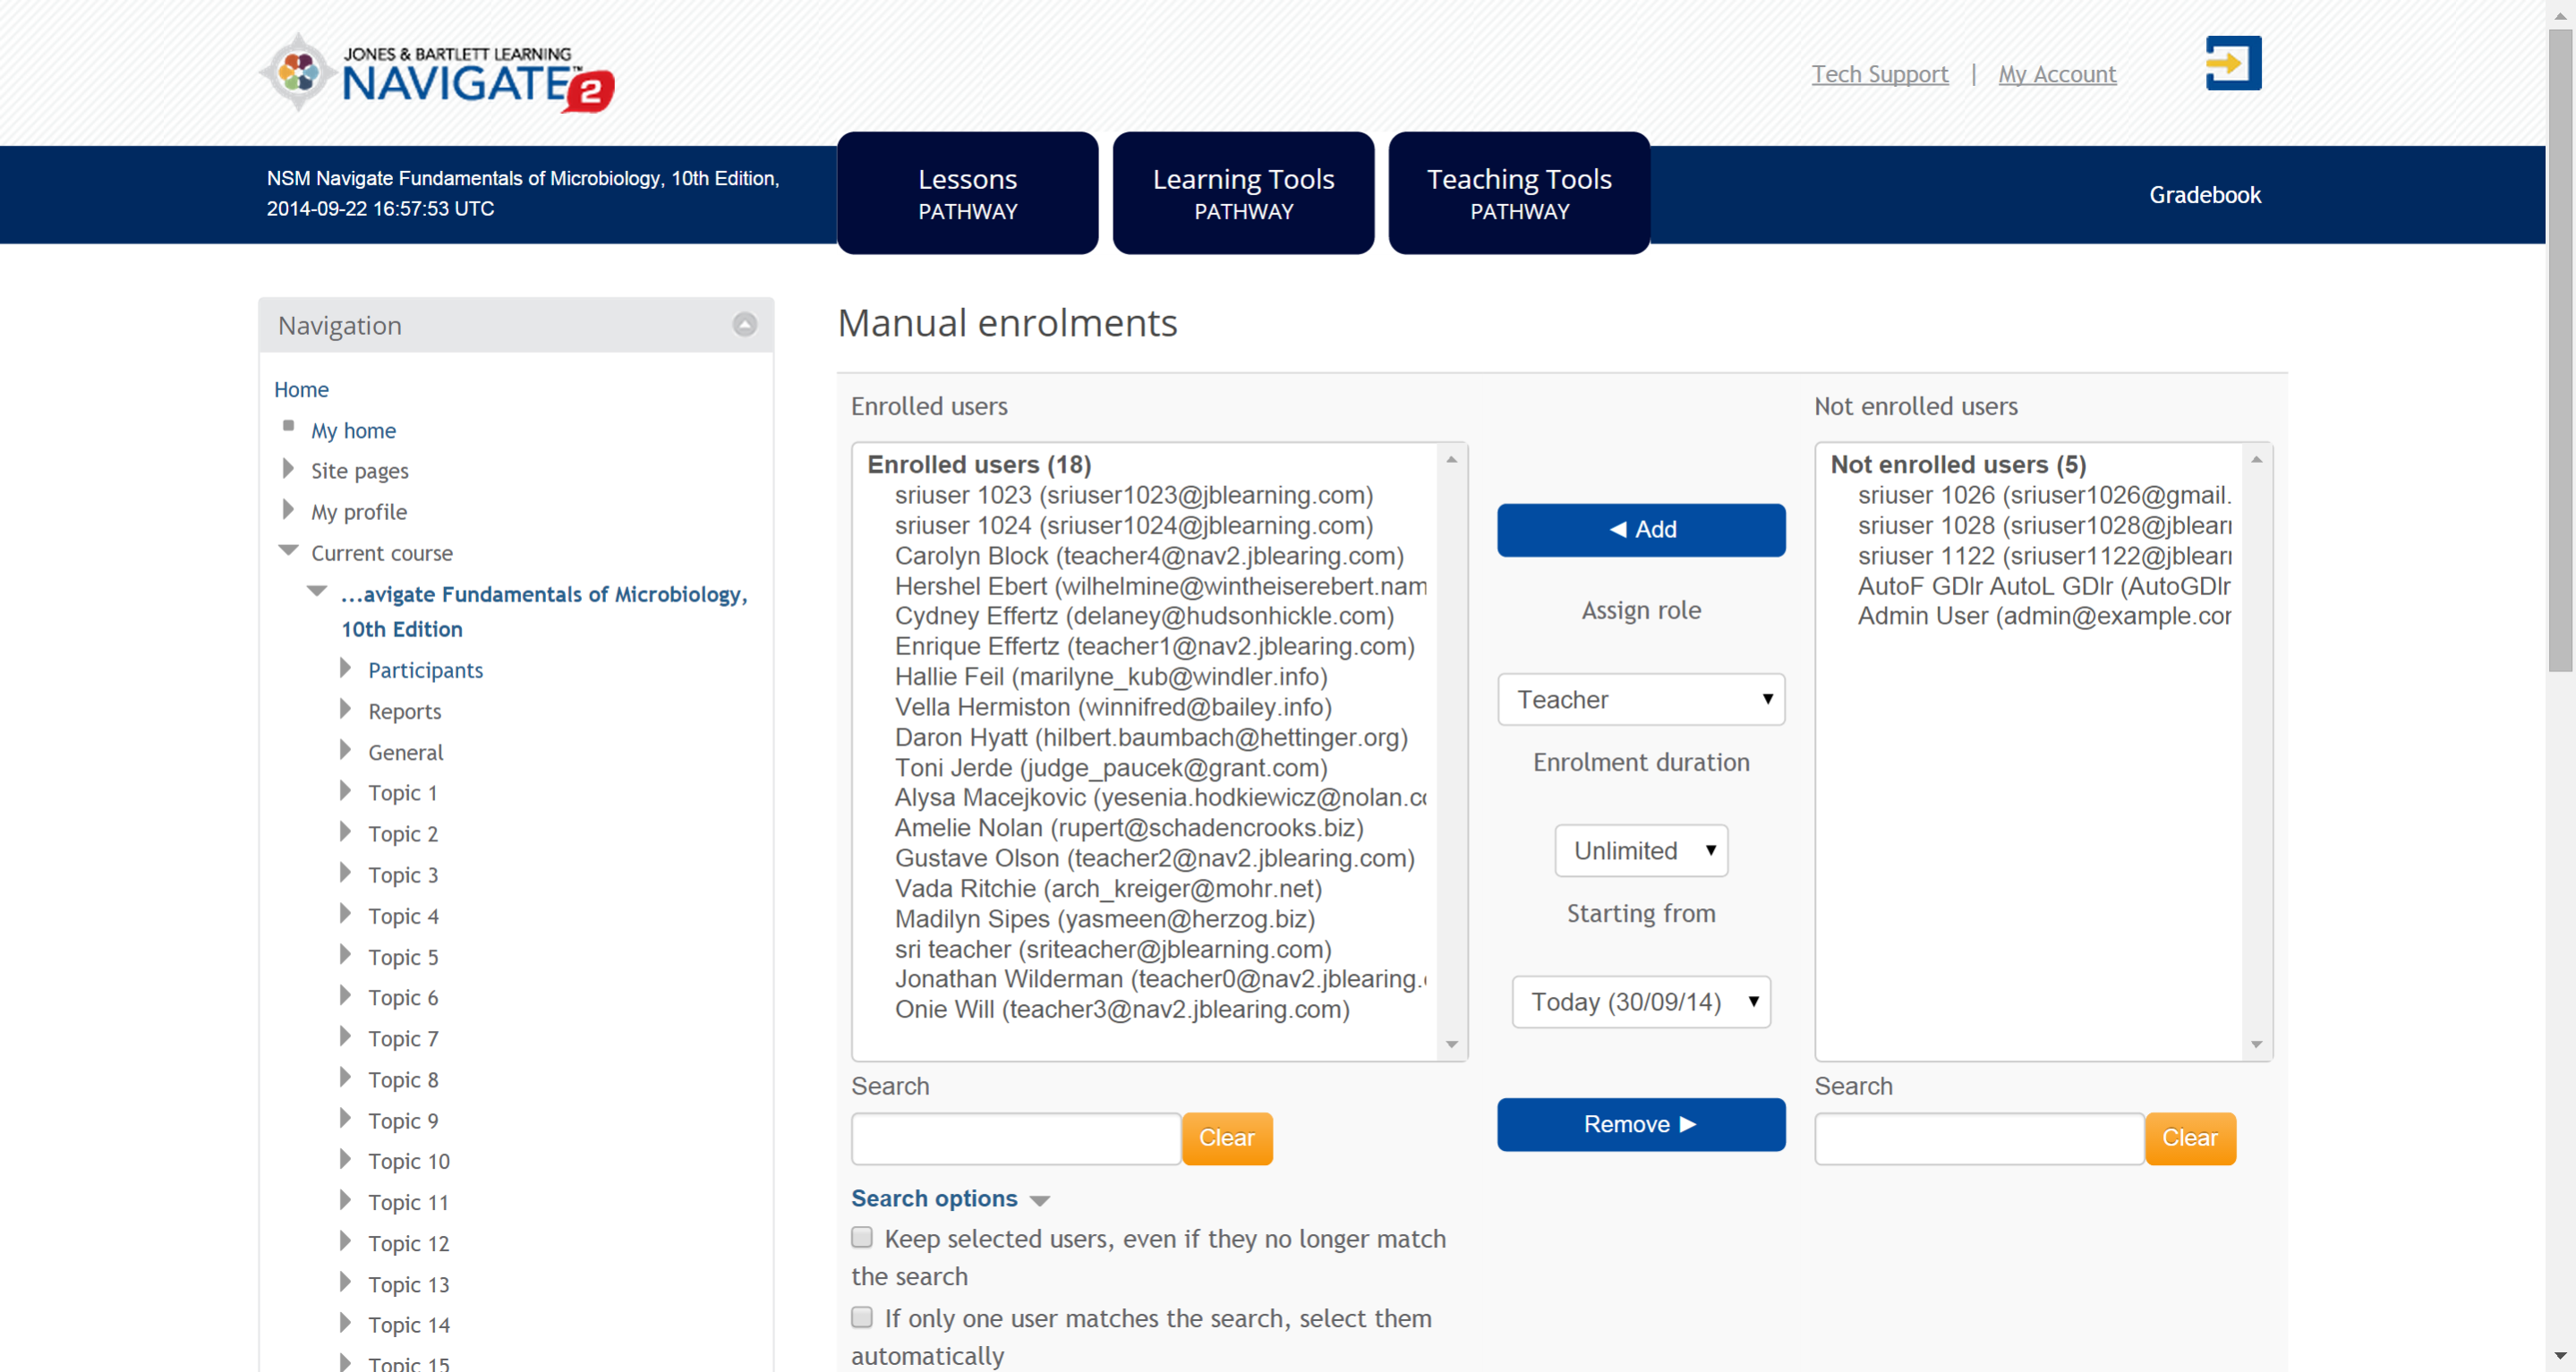 JONES & BARTLETT LEARNING
NAVIGATE™ 2
Tech Support | My Account
NSM Navigate Fundamentals of Microbiology, 10th Edition,
2014-09-22 16:57:53 UTC
Lessons
PATHWAY
Learning Tools
PATHWAY
Teaching Tools
PATHWAY
Gradebook
Navigation
Home
My home
Site pages
My profile
Current course
...avigate Fundamentals of Microbiology,
10th Edition
Participants
Reports
General
Topic 1
Topic 2
Topic 3
Topic 4
Topic 5
Topic 6
Topic 7
Topic 8
Topic 9
Topic 10
Topic 11
Topic 12
Topic 13
Topic 14
Topic 15
Manual enrolments
Enrolled users
Enrolled users (18)
sriuser 1023 (sriuser1023@jblearning.com)
sriuser 1024 (sriuser1024@jblearning.com)
Carolyn Block (teacher4@nav2.jblearing.com)
Hershel Ebert (wilhelmine@wintheiserebert.nam
Cydney Effertz (delaney@hudsonhickle.com)
Enrique Effertz (teacher1@nav2.jblearing.com)
Hallie Feil (marilyne_kub@windler.info)
Vella Hermiston (winnifred@bailey.info)
Daron Hyatt (hilbert.baumbach@hettinger.org)
Toni Jerde (judge_paucek@grant.com)
Alysa Macejkovic (yesenia.hodkiewicz@nolan.co
Amelie Nolan (rupert@schadencrooks.biz)
Gustave Olson (teacher2@nav2.jblearing.com)
Vada Ritchie (arch_kreiger@mohr.net)
Madilyn Sipes (yasmeen@herzog.biz)
sri teacher (sriteacher@jblearning.com)
Jonathan Wilderman (teacher0@nav2.jblearing.
Onie Will (teacher3@nav2.jblearing.com)
Search
Clear
Search options
Keep selected users, even if they no longer match
the search
If only one user matches the search, select them
automatically
◄ Add
Assign role
Teacher
Enrolment duration
Unlimited
Starting from
Today (30/09/14)
Remove ►
Not enrolled users
Not enrolled users (5)
sriuser 1026 (sriuser1026@gmail.
sriuser 1028 (sriuser1028@jblear
sriuser 1122 (sriuser1122@jblear
AutoF GDlr AutoL GDlr (AutoGDlr
Admin User (admin@example.cor
Search
Clear